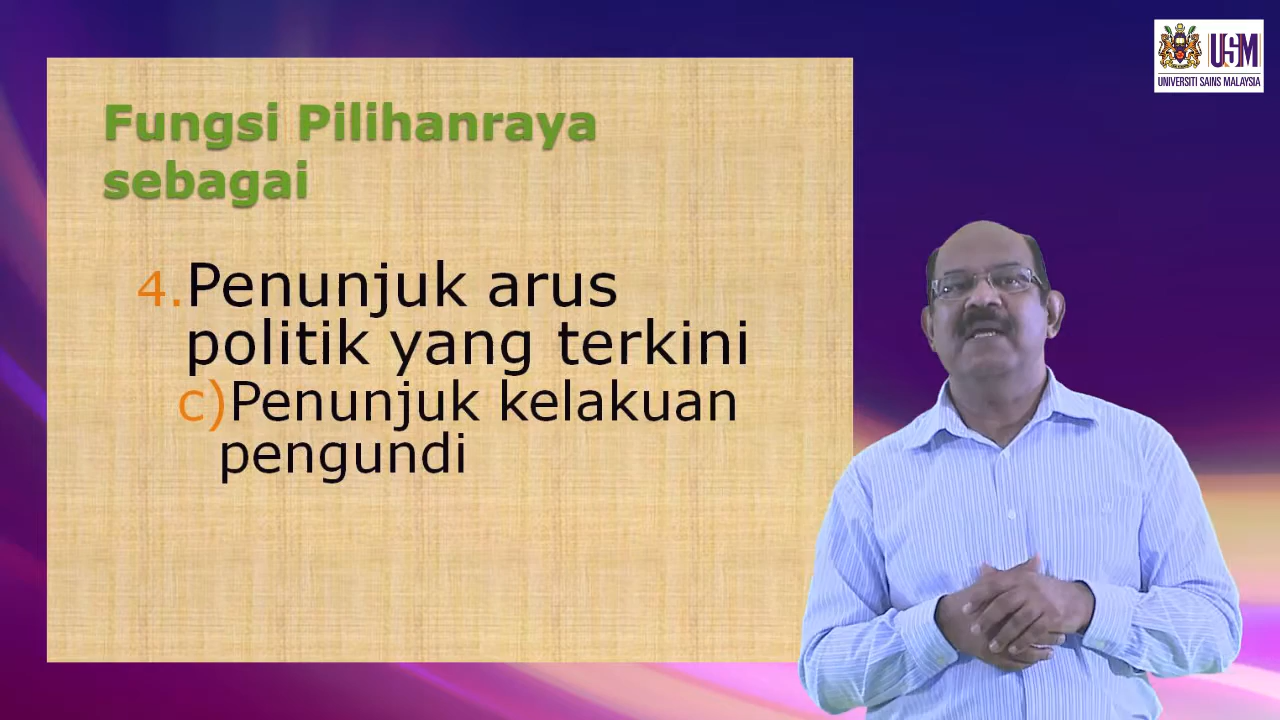 Fungsi Pilihanraya
sebagai
4.Penunjuk arus
politik yang terkini
c)Penunjuk kelakuan
pengundi
USM
UNIVERSITI SAINS MALAYSIA